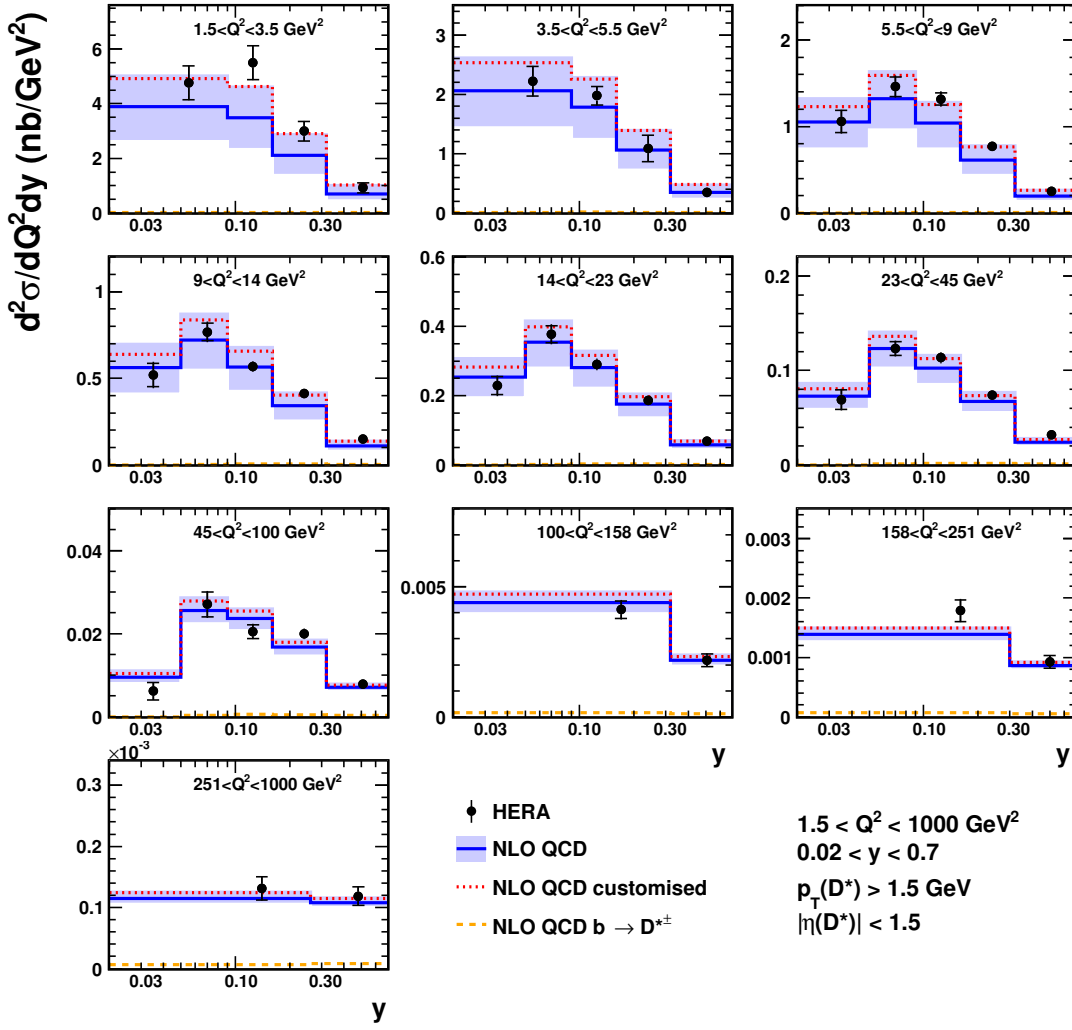 d²σ/dQ²dy (nb/GeV²)
1.5<Q²<3.5 GeV²
0
2
4
6
0.03 0.10 0.30
3.5<Q²<5.5 GeV²
0
1
2
3
0.03 0.10 0.30
5.5<Q²<9 GeV²
0
1
2
0.03 0.10 0.30
9<Q²<14 GeV²
0
0.5
1
0.03 0.10 0.30
14<Q²<23 GeV²
0
0.2
0.4
0.6
0.03 0.10 0.30
23<Q²<45 GeV²
0
0.1
0.2
0.03 0.10 0.30
45<Q²<100 GeV²
0
0.02
0.04
0.03 0.10 0.30
100<Q²<158 GeV²
0
0.005
0.03 0.10 0.30
y
158<Q²<251 GeV²
0
0.001
0.002
0.003
0.03 0.10 0.30
y
×10⁻³
251<Q²<1000 GeV²
0
0.1
0.2
0.3
0.03 0.10 0.30
y
HERA
NLO QCD
NLO QCD customised
NLO QCD b → D*±
1.5 < Q² < 1000 GeV²
0.02 < y < 0.7
p_T(D*) > 1.5 GeV
|η(D*)| < 1.5